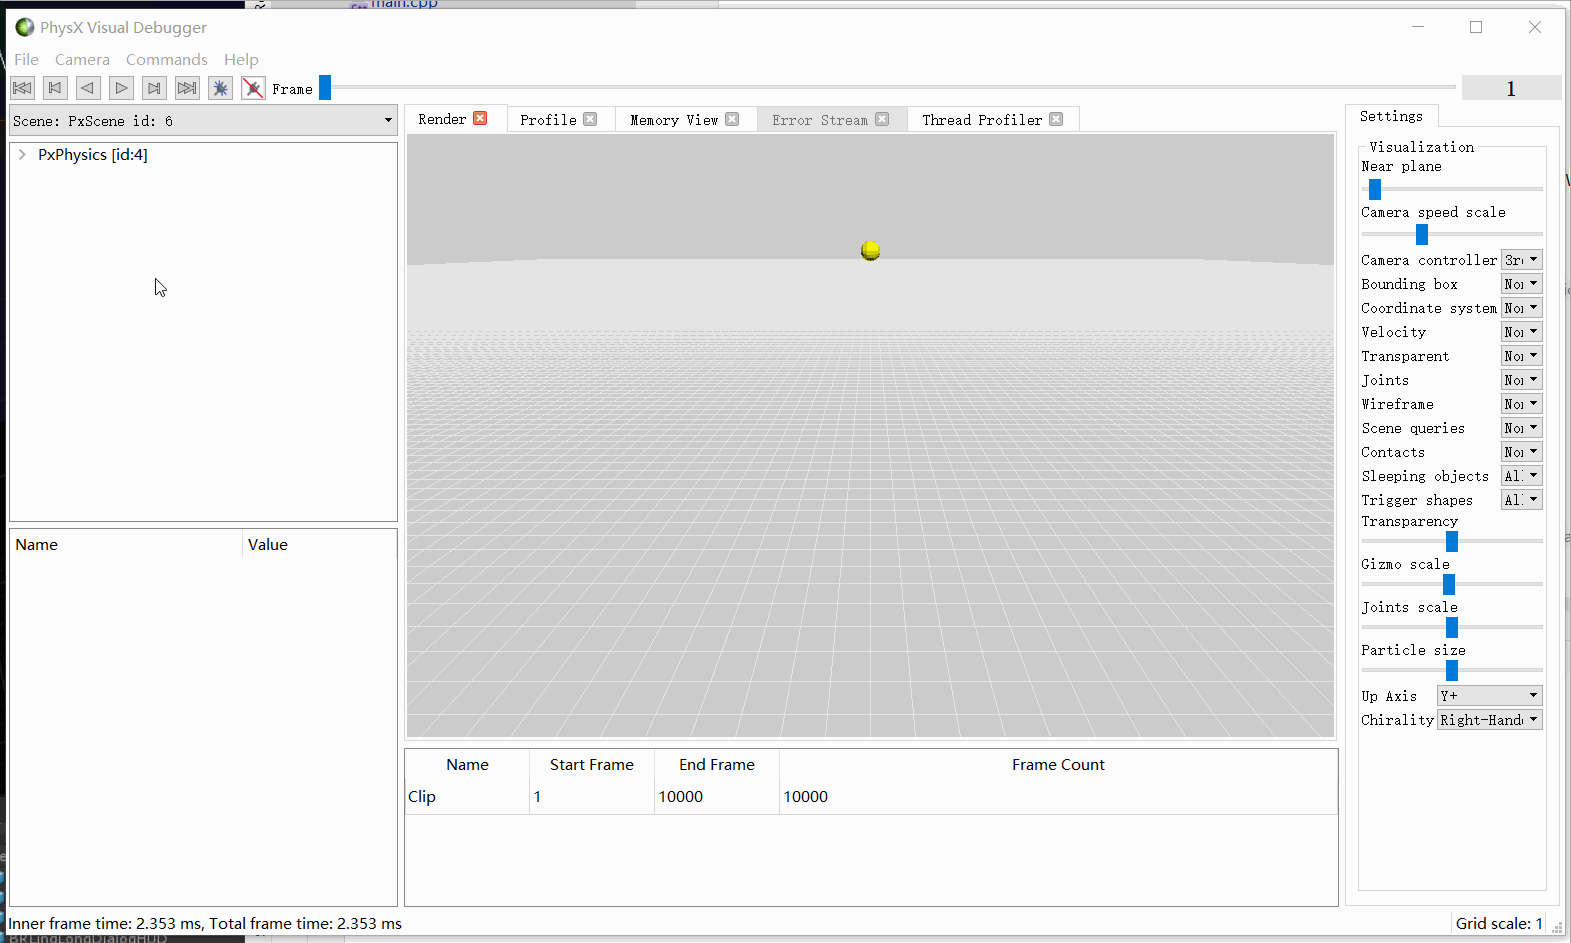 main.cpp
PhysX Visual Debugger
File Camera Commands Help
Frame 1
Scene: PxScene id: 6
PxPhysics [id:4]
Name Value
Render Profile Memory View Error Stream Thread Profiler
Name Start Frame End Frame Frame Count
Clip 1 10000 10000
Settings
Visualization
Near plane
Camera speed scale
Camera controller 3r
Bounding box No
Coordinate system No
Velocity No
Transparent No
Joints No
Wireframe No
Scene queries No
Contacts No
Sleeping objects Al
Trigger shapes Al
Transparency
Gizmo scale
Joints scale
Particle size
Up Axis Y+
Chirality Right-Hand
Inner frame time: 2.353 ms, Total frame time: 2.353 ms
Grid scale: 1